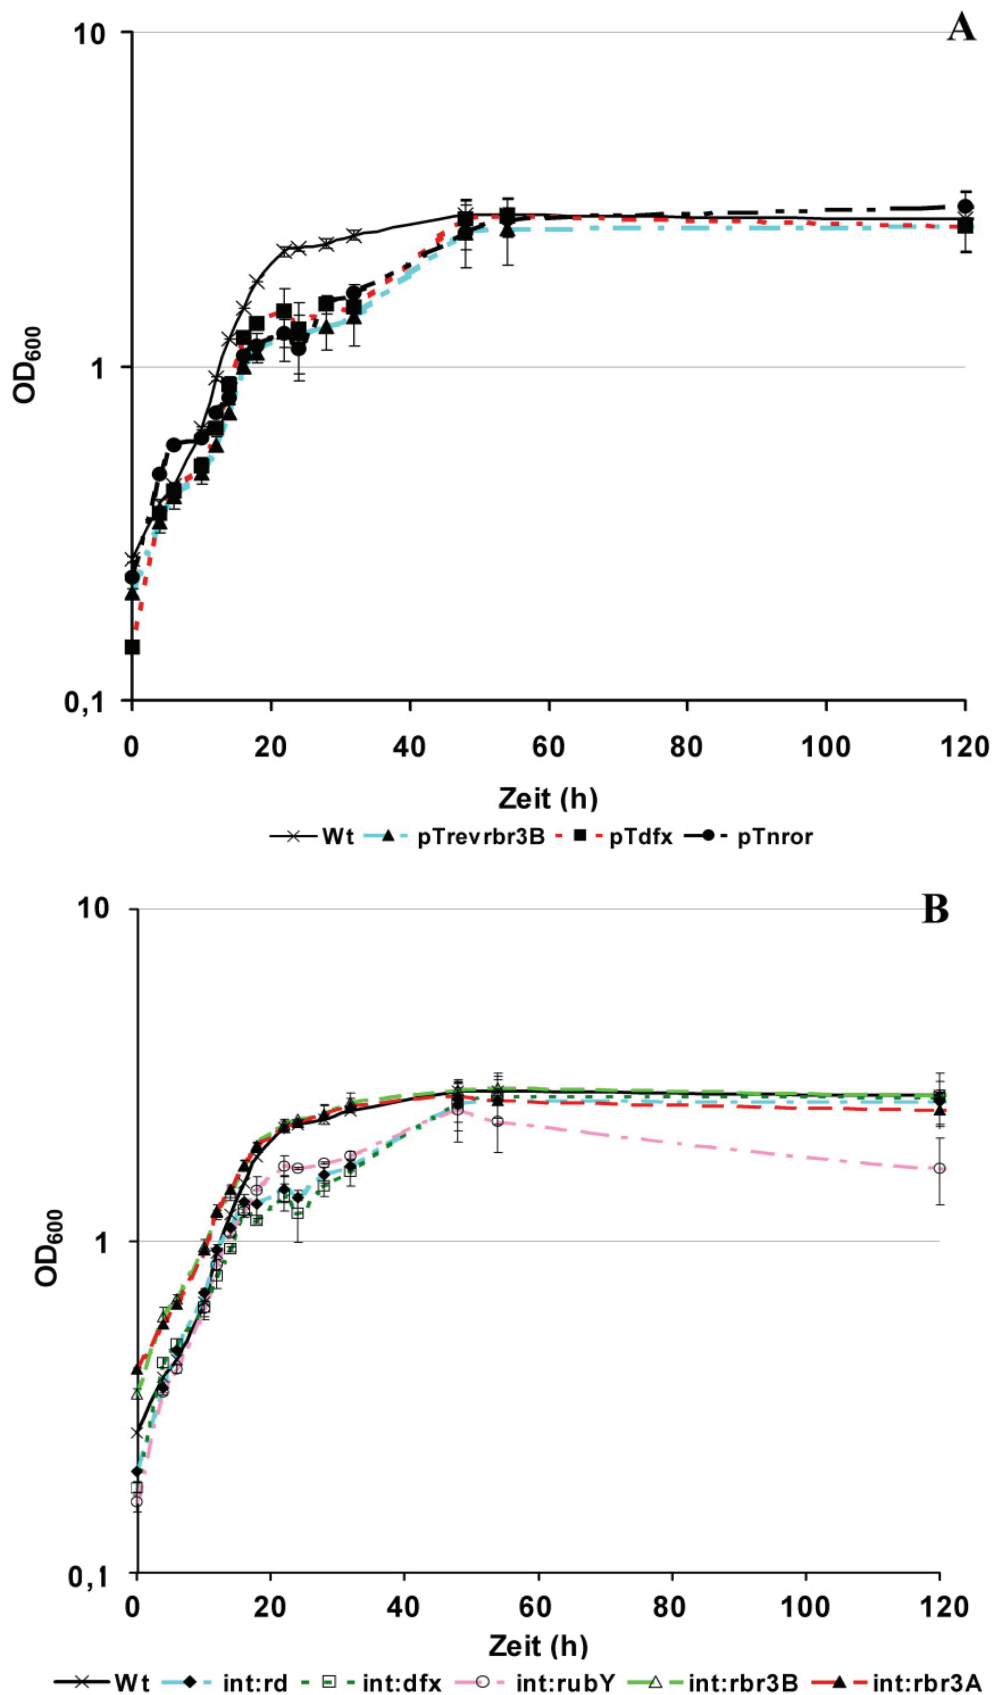 A
10
1
0,1
OD600
0 20 40 60 80 100 120
Zeit (h)
Wt pTrevrbr3B pTdfx pTnror
B
10
1
0,1
OD600
0 20 40 60 80 100 120
Zeit (h)
Wt int:rd int:dfx int:rubY int:rbr3B int:rbr3A